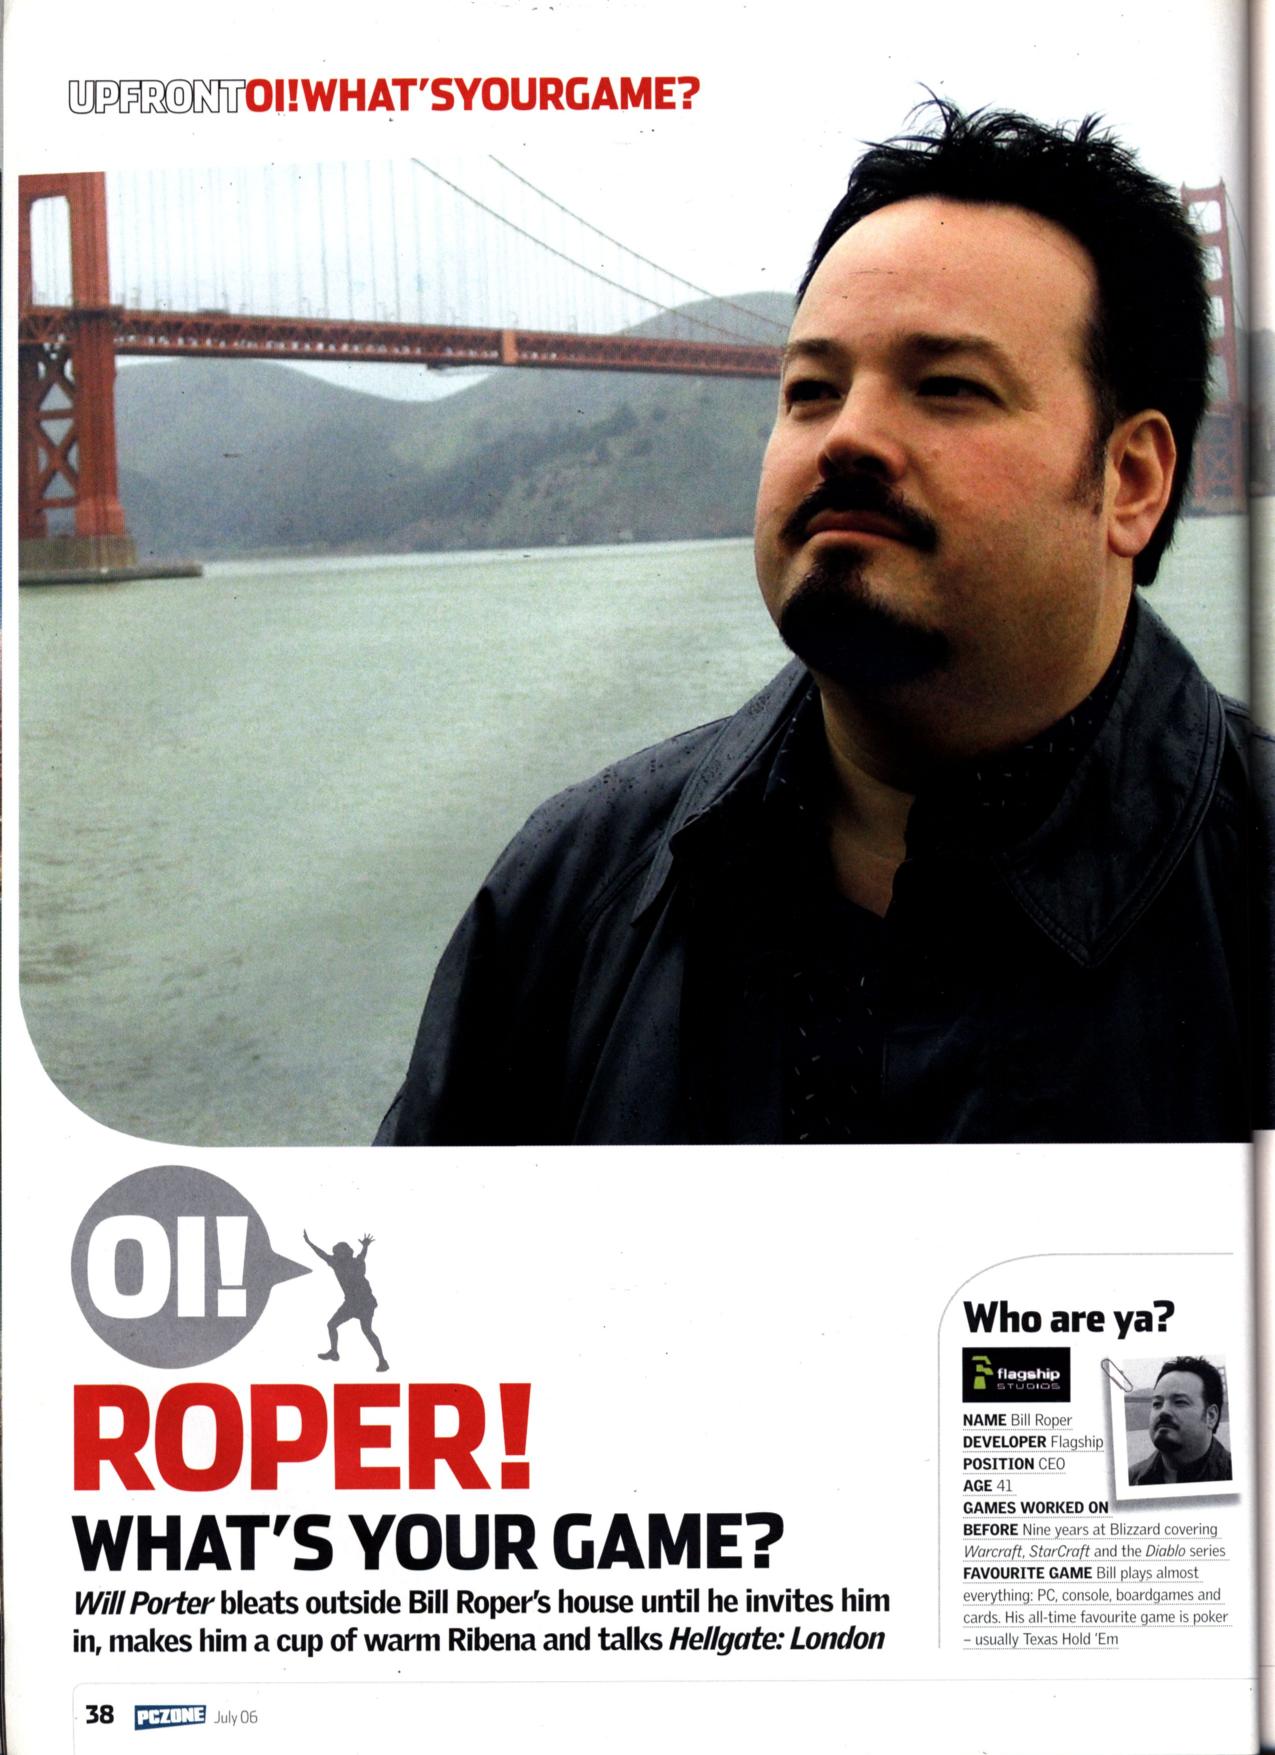 UPFRONTOI!WHAT'SYOURGAME?
OI!
ROPER!
WHAT'S YOUR GAME?
Will Porter bleats outside Bill Roper's house until he invites him
in, makes him a cup of warm Ribena and talks Hellgate: London
Who are ya?
flagship
STUDIOS
NAME Bill Roper
DEVELOPER Flagship
POSITION CEO
AGE 41
GAMES WORKED ON
BEFORE Nine years at Blizzard covering
Warcraft, StarCraft and the Diablo series
FAVOURITE GAME Bill plays almost
everything: PC, console, boardgames and
cards. His all-time favourite game is poker
– usually Texas Hold 'Em
38 PCZONE July 06